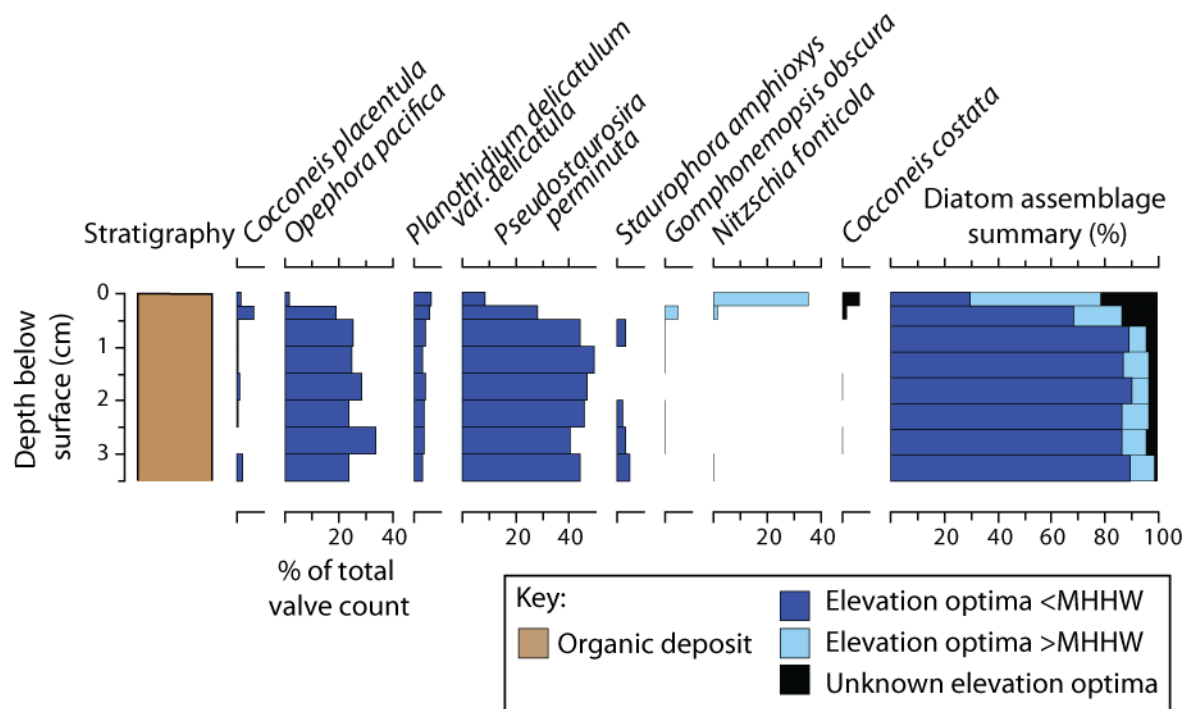 Stratigraphy
Cocconeis placentula
Opephora pacifica
Planothidium delicatulum
var. delicatula
Pseudostaurosira
perminuta
Staurophora amphioxys
Gomphonemopsis obscura
Nitzschia fonticola
Cocconeis costata
Diatom assemblage
summary (%)
Depth below
surface (cm)
0
1
2
3
20 40
20 40
20 40
20 40 60 80 100
% of total
valve count
Key:
Organic deposit
Elevation optima <MHHW
Elevation optima >MHHW
Unknown elevation optima